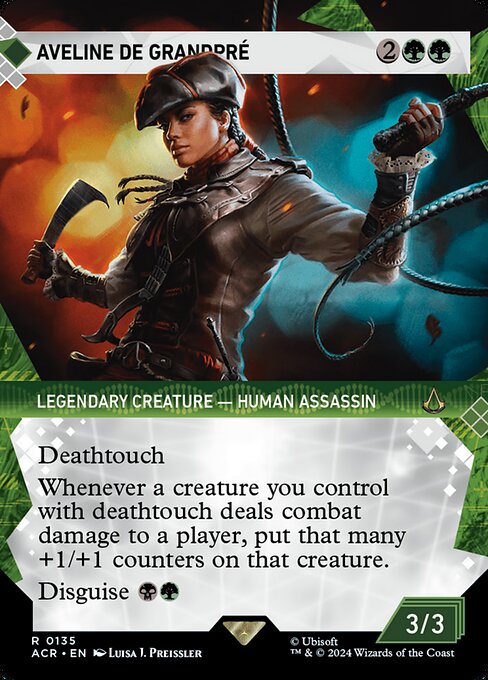 AVELINE DE GRANDPRÉ 2
LEGENDARY CREATURE — HUMAN ASSASSIN
Deathtouch
Whenever a creature you control
with deathtouch deals combat
damage to a player, put that many
+1/+1 counters on that creature.
Disguise
3/3
R 0135
ACR • EN Luisa J. Preissler
© Ubisoft
™ & © 2024 Wizards of the Coast